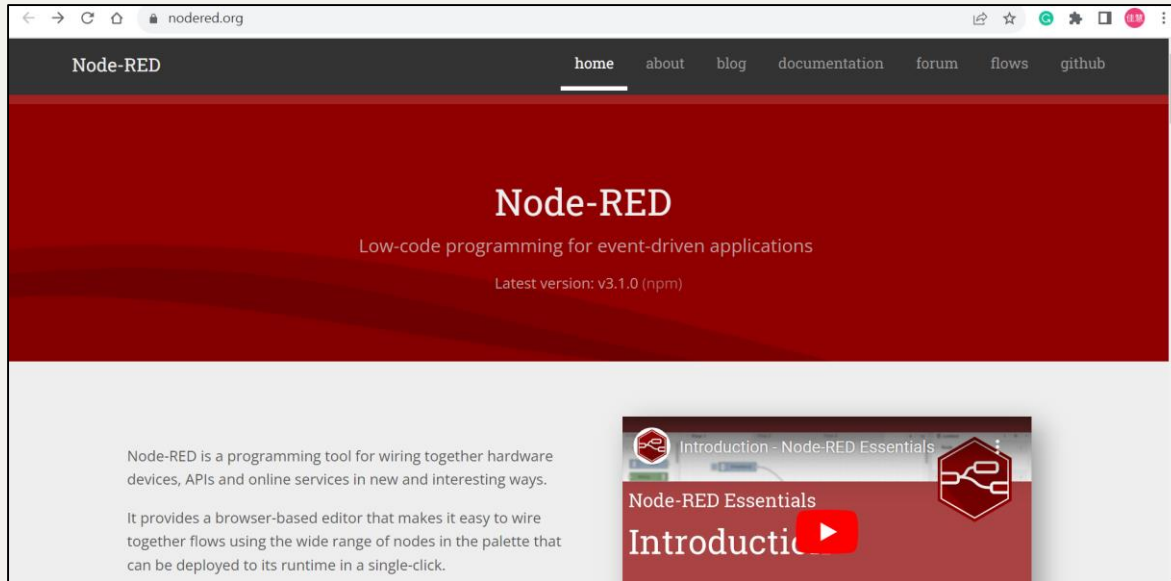 nodered.org
佳慧
Node-RED
home about blog documentation forum flows github
Node-RED
Low-code programming for event-driven applications
Latest version: v3.1.0 (npm)
Node-RED is a programming tool for wiring together hardware
devices, APIs and online services in new and interesting ways.
It provides a browser-based editor that makes it easy to wire
together flows using the wide range of nodes in the palette that
can be deployed to its runtime in a single-click.
Introduction - Node-RED Essentials
Node-RED Essentials
Introduction